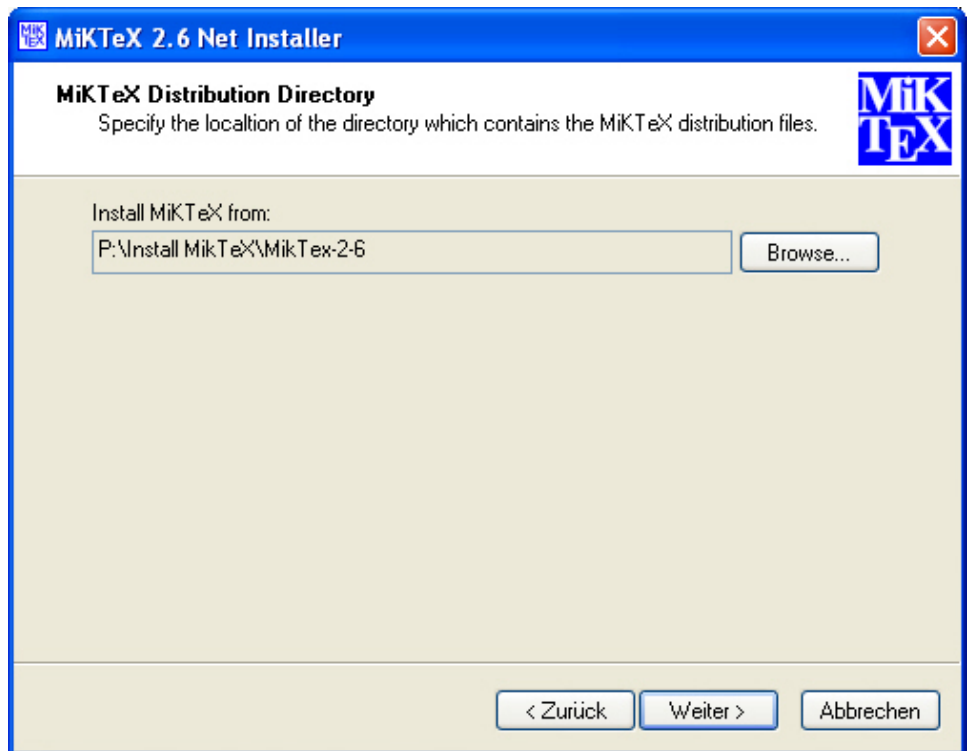 MiKTeX 2.6 Net Installer
MiKTeX Distribution Directory
Specify the localtion of the directory which contains the MiKTeX distribution files.
MiK
TEX
Install MiKTeX from:
P:\Install MikTeX\MikTex-2-6
Browse...
< Zurück
Weiter >
Abbrechen